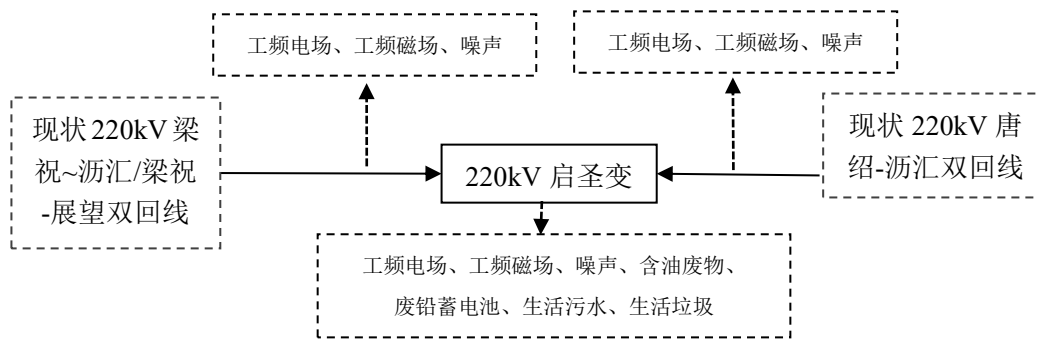 工频电场、工频磁场、噪声
工频电场、工频磁场、噪声
现状 220kV 梁
祝~沥汇/梁祝
-展望双回线
220kV 启圣变
现状 220kV 唐
绍-沥汇双回线
工频电场、工频磁场、噪声、含油废物、
废铅蓄电池、生活污水、生活垃圾